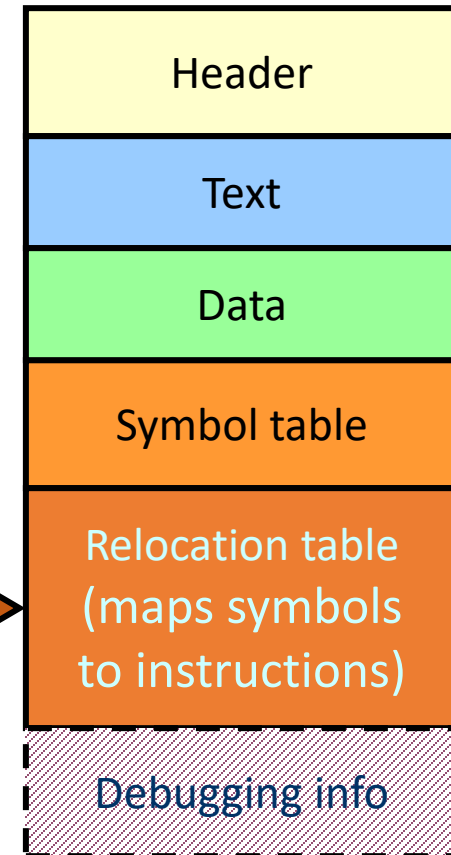 Header
Text
Data
Symbol table
Relocation table
(maps symbols
to instructions)
Debugging info